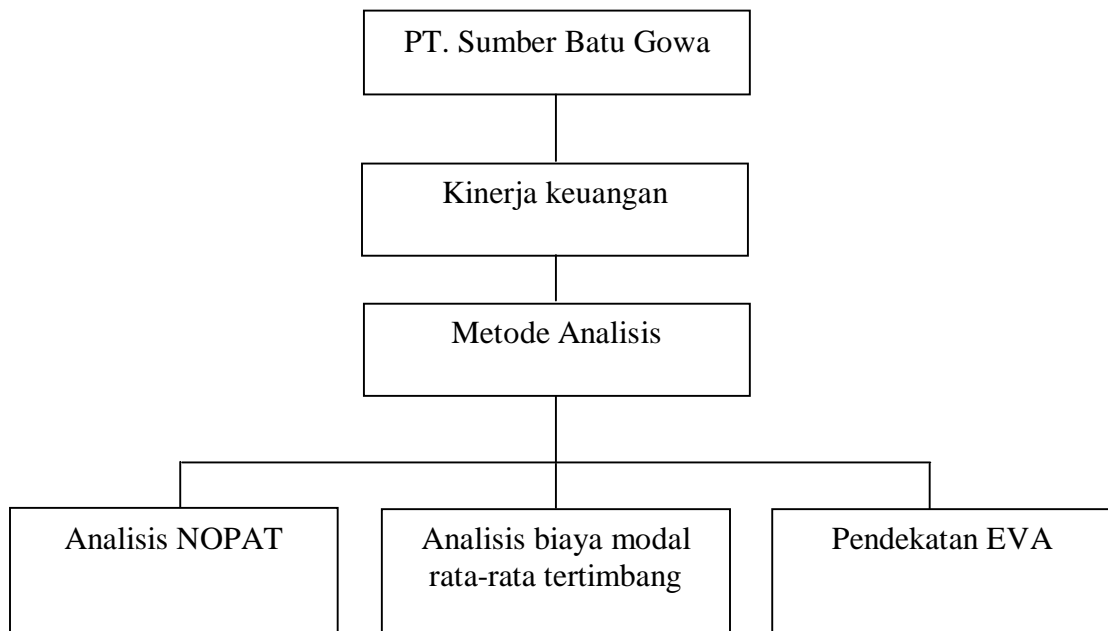 PT. Sumber Batu Gowa
Kinerja keuangan
Metode Analisis
Analisis NOPAT
Analisis biaya modal
rata-rata tertimbang
Pendekatan EVA